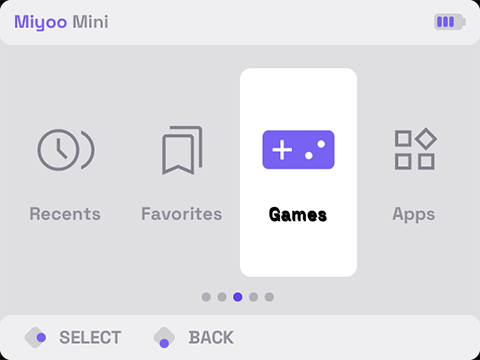 Miyoo Mini
Recents
Favorites
Games
Apps
SELECT
BACK